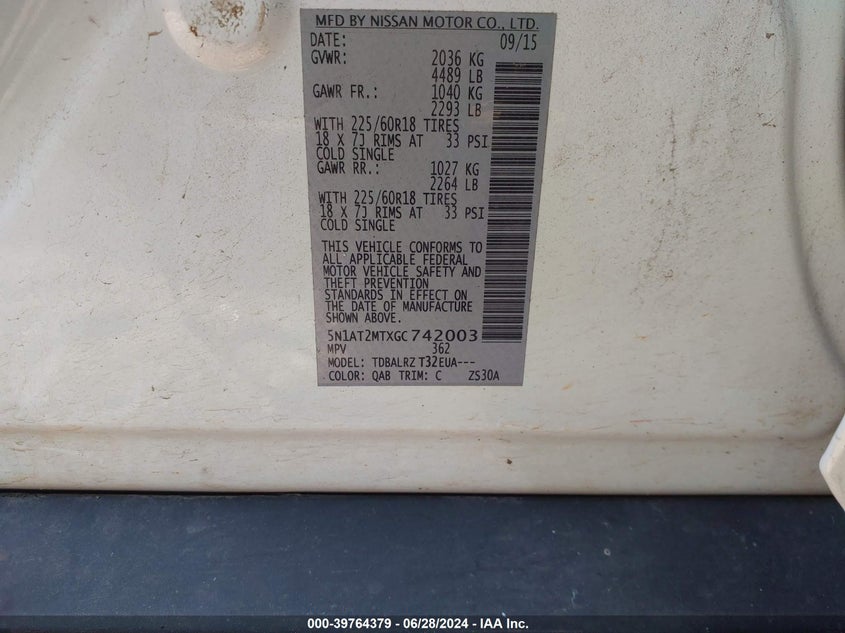 MFD BY NISSAN MOTOR CO., LTD.
DATE: 09/15
GVWR: 2036 KG
4489 LB
GAWR FR.: 1040 KG
2293 LB
WITH 225/60R18 TIRES
18 X 7J RIMS AT 33 PSI
COLD SINGLE
GAWR RR.: 1027 KG
2264 LB
WITH 225/60R18 TIRES
18 X 7J RIMS AT 33 PSI
COLD SINGLE
THIS VEHICLE CONFORMS TO
ALL APPLICABLE FEDERAL
MOTOR VEHICLE SAFETY AND
THEFT PREVENTION
STANDARDS IN EFFECT ON
THE DATE OF MANUFACTURE
SHOWN ABOVE.
5N1AT2MTXGC742003
MPV 362
MODEL: TDBALRZ T32EUA---
COLOR: QAB TRIM: C ZS30A
000-39764379 - 06/28/2024 - IAA Inc.